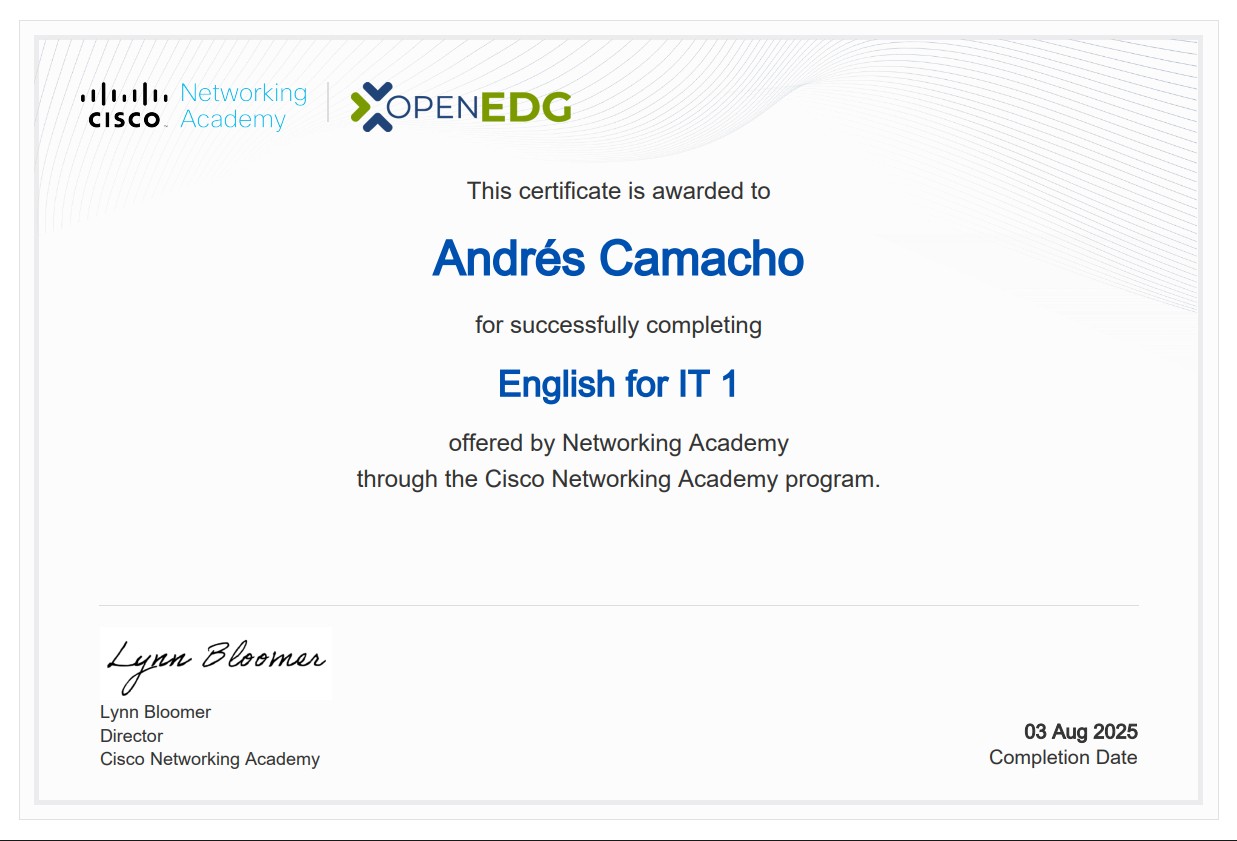 CISCO Networking Academy
OPENEDG
This certificate is awarded to
Andrés Camacho
for successfully completing
English for IT 1
offered by Networking Academy
through the Cisco Networking Academy program.
Lynn Bloomer
Lynn Bloomer
Director
Cisco Networking Academy
03 Aug 2025
Completion Date